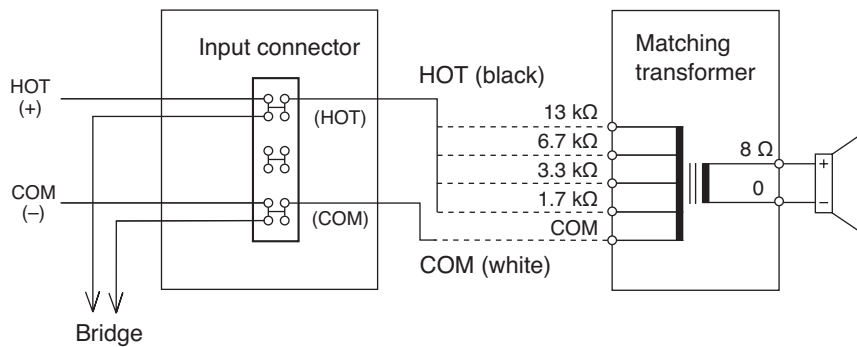 Input connector
Matching
transformer
HOT
(+)
HOT (black)
(HOT)
13 kΩ
6.7 kΩ
3.3 kΩ
1.7 kΩ
COM
8 Ω
0
+
–
COM
(–)
(COM)
COM (white)
Bridge